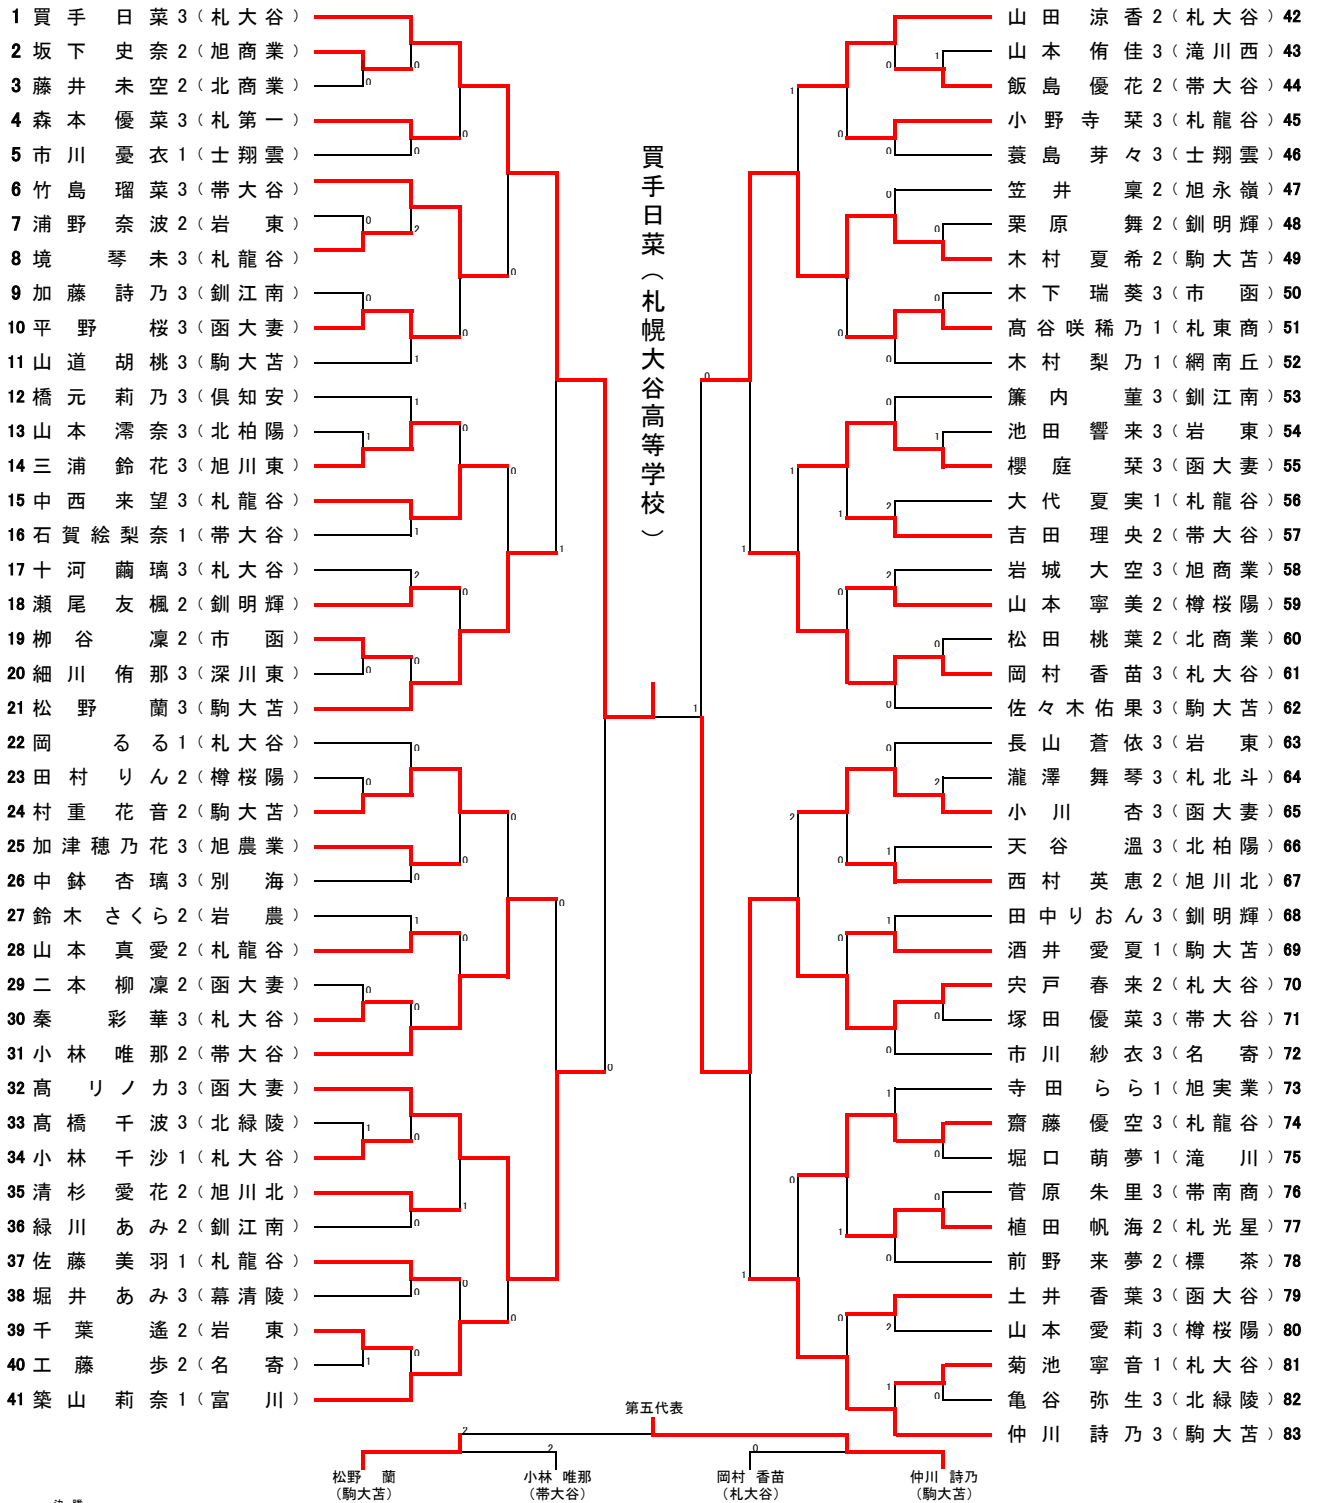 1 買手 日菜 3 （札大谷）
2 坂下 史奈 2 （旭商業）
3 藤井 未空 2 （北商業）
4 森本 優菜 3 （札第一）
5 市川 憂衣 1 （士翔雲）
6 竹島 瑠菜 3 （帯大谷）
7 浦野 奈波 2 （岩東）
8 境 琴未 3 （札龍谷）
9 加藤 詩乃 3 （釧江南）
10 平野 桜 3 （函大妻）
11 山道 胡桃 3 （駒大苫）
12 橋元 莉乃 3 （倶知安）
13 山本 澪奈 3 （北柏陽）
14 三浦 鈴花 3 （旭川東）
15 中西 来望 3 （札龍谷）
16 石賀 絵梨奈 1 （帯大谷）
17 十河 繭璃 3 （札大谷）
18 瀬尾 友楓 2 （釧明輝）
19 栁谷 凜 2 （市函）
20 細川 侑那 3 （深川東）
21 松野 蘭 3 （駒大苫）
22 岡 るる 1 （札大谷）
23 田村 りん 2 （樽桜陽）
24 村重 花音 2 （駒大苫）
25 加津 穂乃花 3 （旭農業）
26 中鉢 杏璃 3 （別海）
27 鈴木 さくら 2 （岩農）
28 山本 真愛 2 （札龍谷）
29 二本柳 凜 2 （函大妻）
30 秦 彩華 3 （札大谷）
31 小林 唯那 2 （帯大谷）
32 髙 リノカ 3 （函大妻）
33 髙橋 千波 3 （北緑陵）
34 小林 千沙 1 （札大谷）
35 清杉 愛花 2 （旭川北）
36 緑川 あみ 2 （釧江南）
37 佐藤 美羽 1 （札龍谷）
38 堀井 あみ 3 （幕清陵）
39 千葉 遙 2 （岩東）
40 工藤 歩 2 （名寄）
41 築山 莉奈 1 （富川）
買手日菜（札幌大谷高等学校）
山田 涼香 2 （札大谷） 42
山本 侑佳 3 （滝川西） 43
飯島 優花 2 （帯大谷） 44
小野寺 栞 3 （札龍谷） 45
蓑島 芽々 3 （士翔雲） 46
笠井 稟 2 （旭永嶺） 47
栗原 舞 2 （釧明輝） 48
木村 夏希 2 （駒大苫） 49
木下 瑞葵 3 （市函） 50
髙谷 咲稀乃 1 （札東商） 51
木村 梨乃 1 （網南丘） 52
簾内 菫 3 （釧江南） 53
池田 響来 3 （岩東） 54
櫻庭 栞 3 （函大妻） 55
大代 夏実 1 （札龍谷） 56
吉田 理央 2 （帯大谷） 57
岩城 大空 3 （旭商業） 58
山本 寧美 2 （樽桜陽） 59
松田 桃葉 2 （北商業） 60
岡村 香苗 3 （札大谷） 61
佐々木 佑果 3 （駒大苫） 62
長山 蒼依 3 （岩東） 63
瀧澤 舞琴 3 （札北斗） 64
小川 杏 3 （函大妻） 65
天谷 温 3 （北柏陽） 66
西村 英恵 2 （旭川北） 67
田中 りおん 3 （釧明輝） 68
酒井 愛夏 1 （駒大苫） 69
宍戸 春来 2 （札大谷） 70
塚田 優菜 3 （帯大谷） 71
市川 紗衣 3 （名寄） 72
寺田 らら 1 （旭実業） 73
齋藤 優空 3 （札龍谷） 74
堀口 萌夢 1 （滝川） 75
菅原 朱里 3 （帯南商） 76
植田 帆海 2 （札光星） 77
前野 来夢 2 （標茶） 78
土井 香葉 3 （函大谷） 79
山本 愛莉 3 （樽桜陽） 80
菊池 寧音 1 （札大谷） 81
亀谷 弥生 3 （北緑陵） 82
仲川 詩乃 3 （駒大苫） 83
第五代表
2 2 0
松野 蘭 小林 唯那 岡村 香苗 仲川 詩乃
（駒大苫） （帯大谷） （札大谷） （駒大苫）